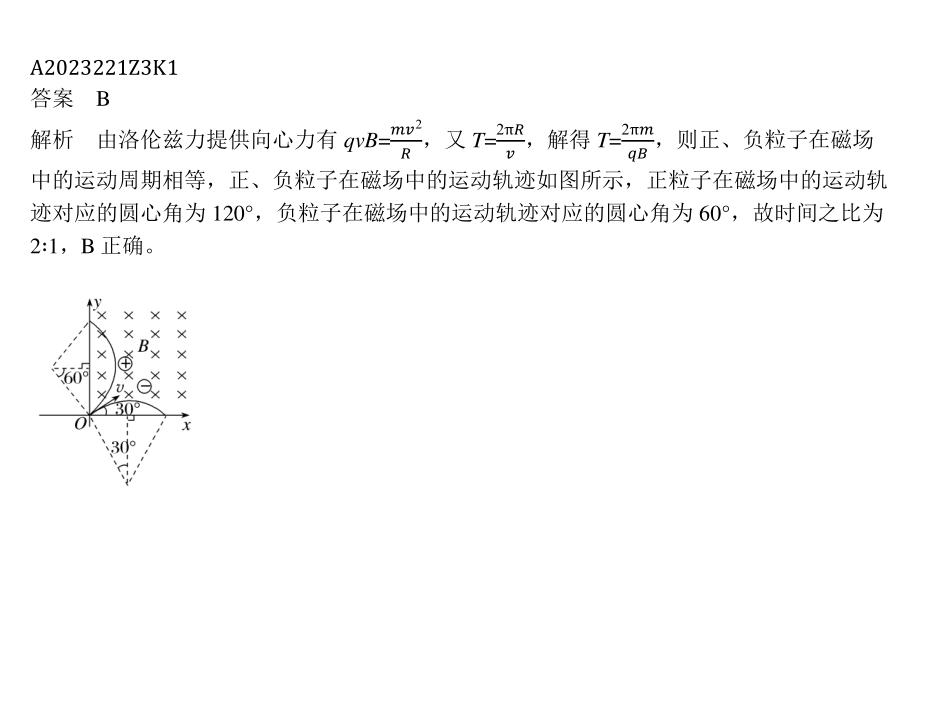 A2023221Z3K1
答案 B
解析 由洛伦兹力提供向心力有 qvB=\frac{mv^2}{R}，又 T=\frac{2πR}{v}，解得 T=\frac{2πm}{qB}，则正、负粒子在磁场
中的运动周期相等，正、负粒子在磁场中的运动轨迹如图所示，正粒子在磁场中的运动轨
迹对应的圆心角为 120°，负粒子在磁场中的运动轨迹对应的圆心角为 60°，故时间之比为
2∶1，B 正确。
y
B
60°
v
30°
O
x
30°